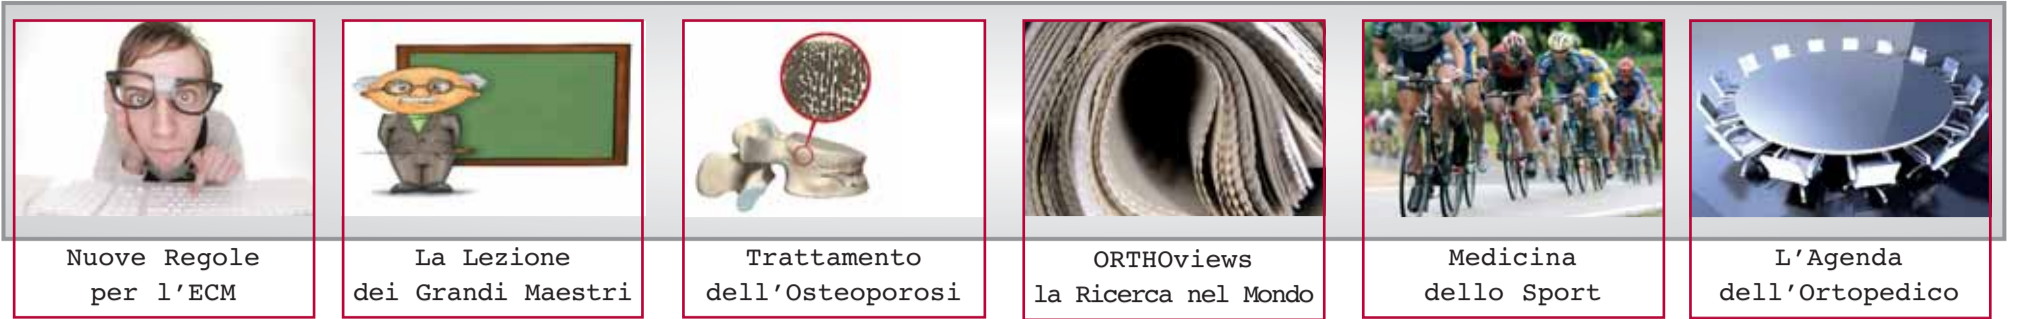 Nuove Regole
per l'ECM
La Lezione
dei Grandi Maestri
Trattamento
dell'Osteoporosi
ORTHOviews
la Ricerca nel Mondo
Medicina
dello Sport
L'Agenda
dell'Ortopedico